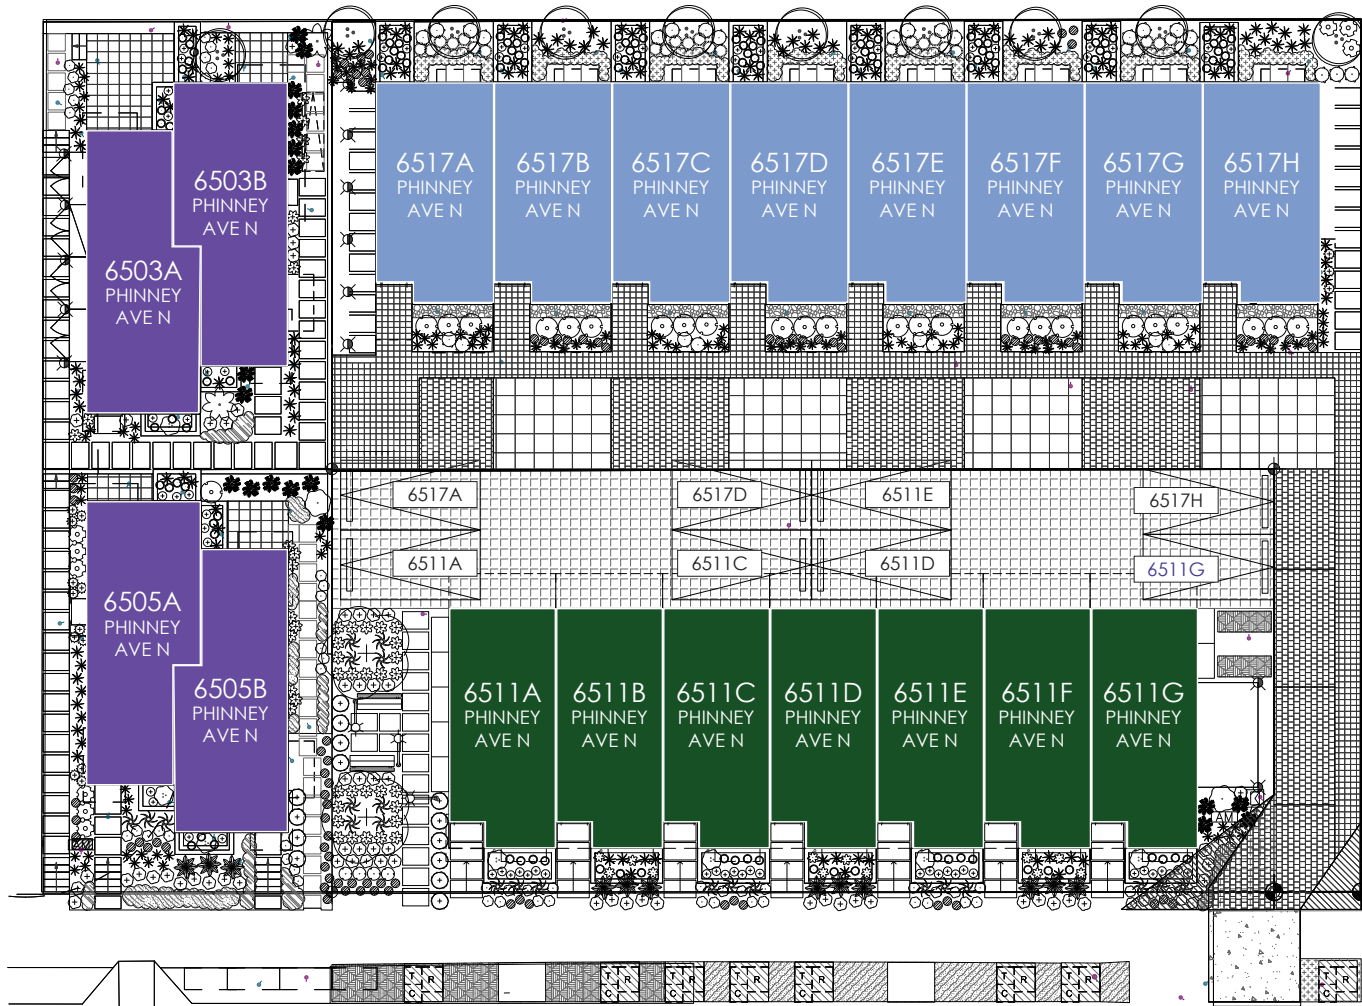 6517A
PHINNEY
AVE N
6517B
PHINNEY
AVE N
6517C
PHINNEY
AVE N
6517D
PHINNEY
AVE N
6517E
PHINNEY
AVE N
6517F
PHINNEY
AVE N
6517G
PHINNEY
AVE N
6517H
PHINNEY
AVE N
6503B
PHINNEY
AVE N
6503A
PHINNEY
AVE N
6517A
6517D
6511E
6517H
6511A
6511C
6511D
6511G
6505A
PHINNEY
AVE N
6505B
PHINNEY
AVE N
6511A
PHINNEY
AVE N
6511B
PHINNEY
AVE N
6511C
PHINNEY
AVE N
6511D
PHINNEY
AVE N
6511E
PHINNEY
AVE N
6511F
PHINNEY
AVE N
6511G
PHINNEY
AVE N
T R
C
T R
C
T R
C
T R
C
T R
C
T R
C
T R
C
T R
C